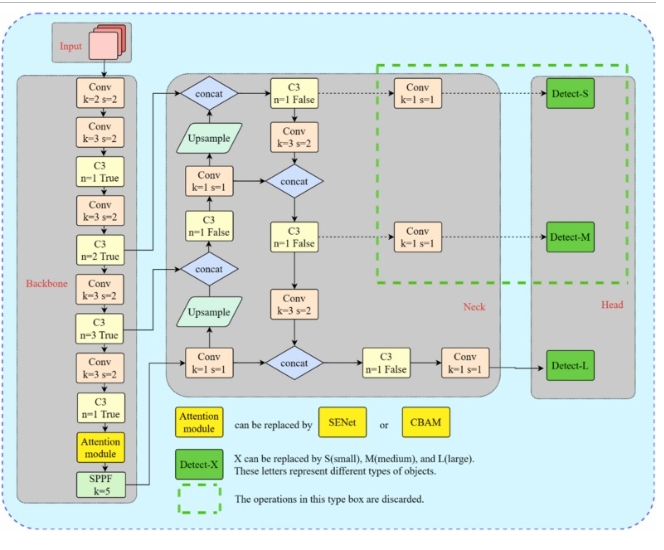 Input
Backbone
Conv
k=2 s=2
Conv
k=3 s=2
C3
n=1 True
Conv
k=3 s=2
C3
n=2 True
Conv
k=3 s=2
C3
n=3 True
Conv
k=3 s=2
C3
n=1 True
Attention
module
SPPF
k=5
concat
Upsample
Conv
k=1 s=1
C3
n=1 False
concat
Upsample
Conv
k=1 s=1
C3
n=1 False
Conv
k=3 s=2
concat
C3
n=1 False
Conv
k=3 s=2
concat
C3
n=1 False
Conv
k=1 s=1
Conv
k=1 s=1
Conv
k=1 s=1
Neck
Detect-S
Detect-M
Head
Detect-L
Attention
module
can be replaced by
SENet
or
CBAM
Detect-X
X can be replaced by S(small), M(medium), and L(large).
These letters represent different types of objects.
The operations in this type box are discarded.